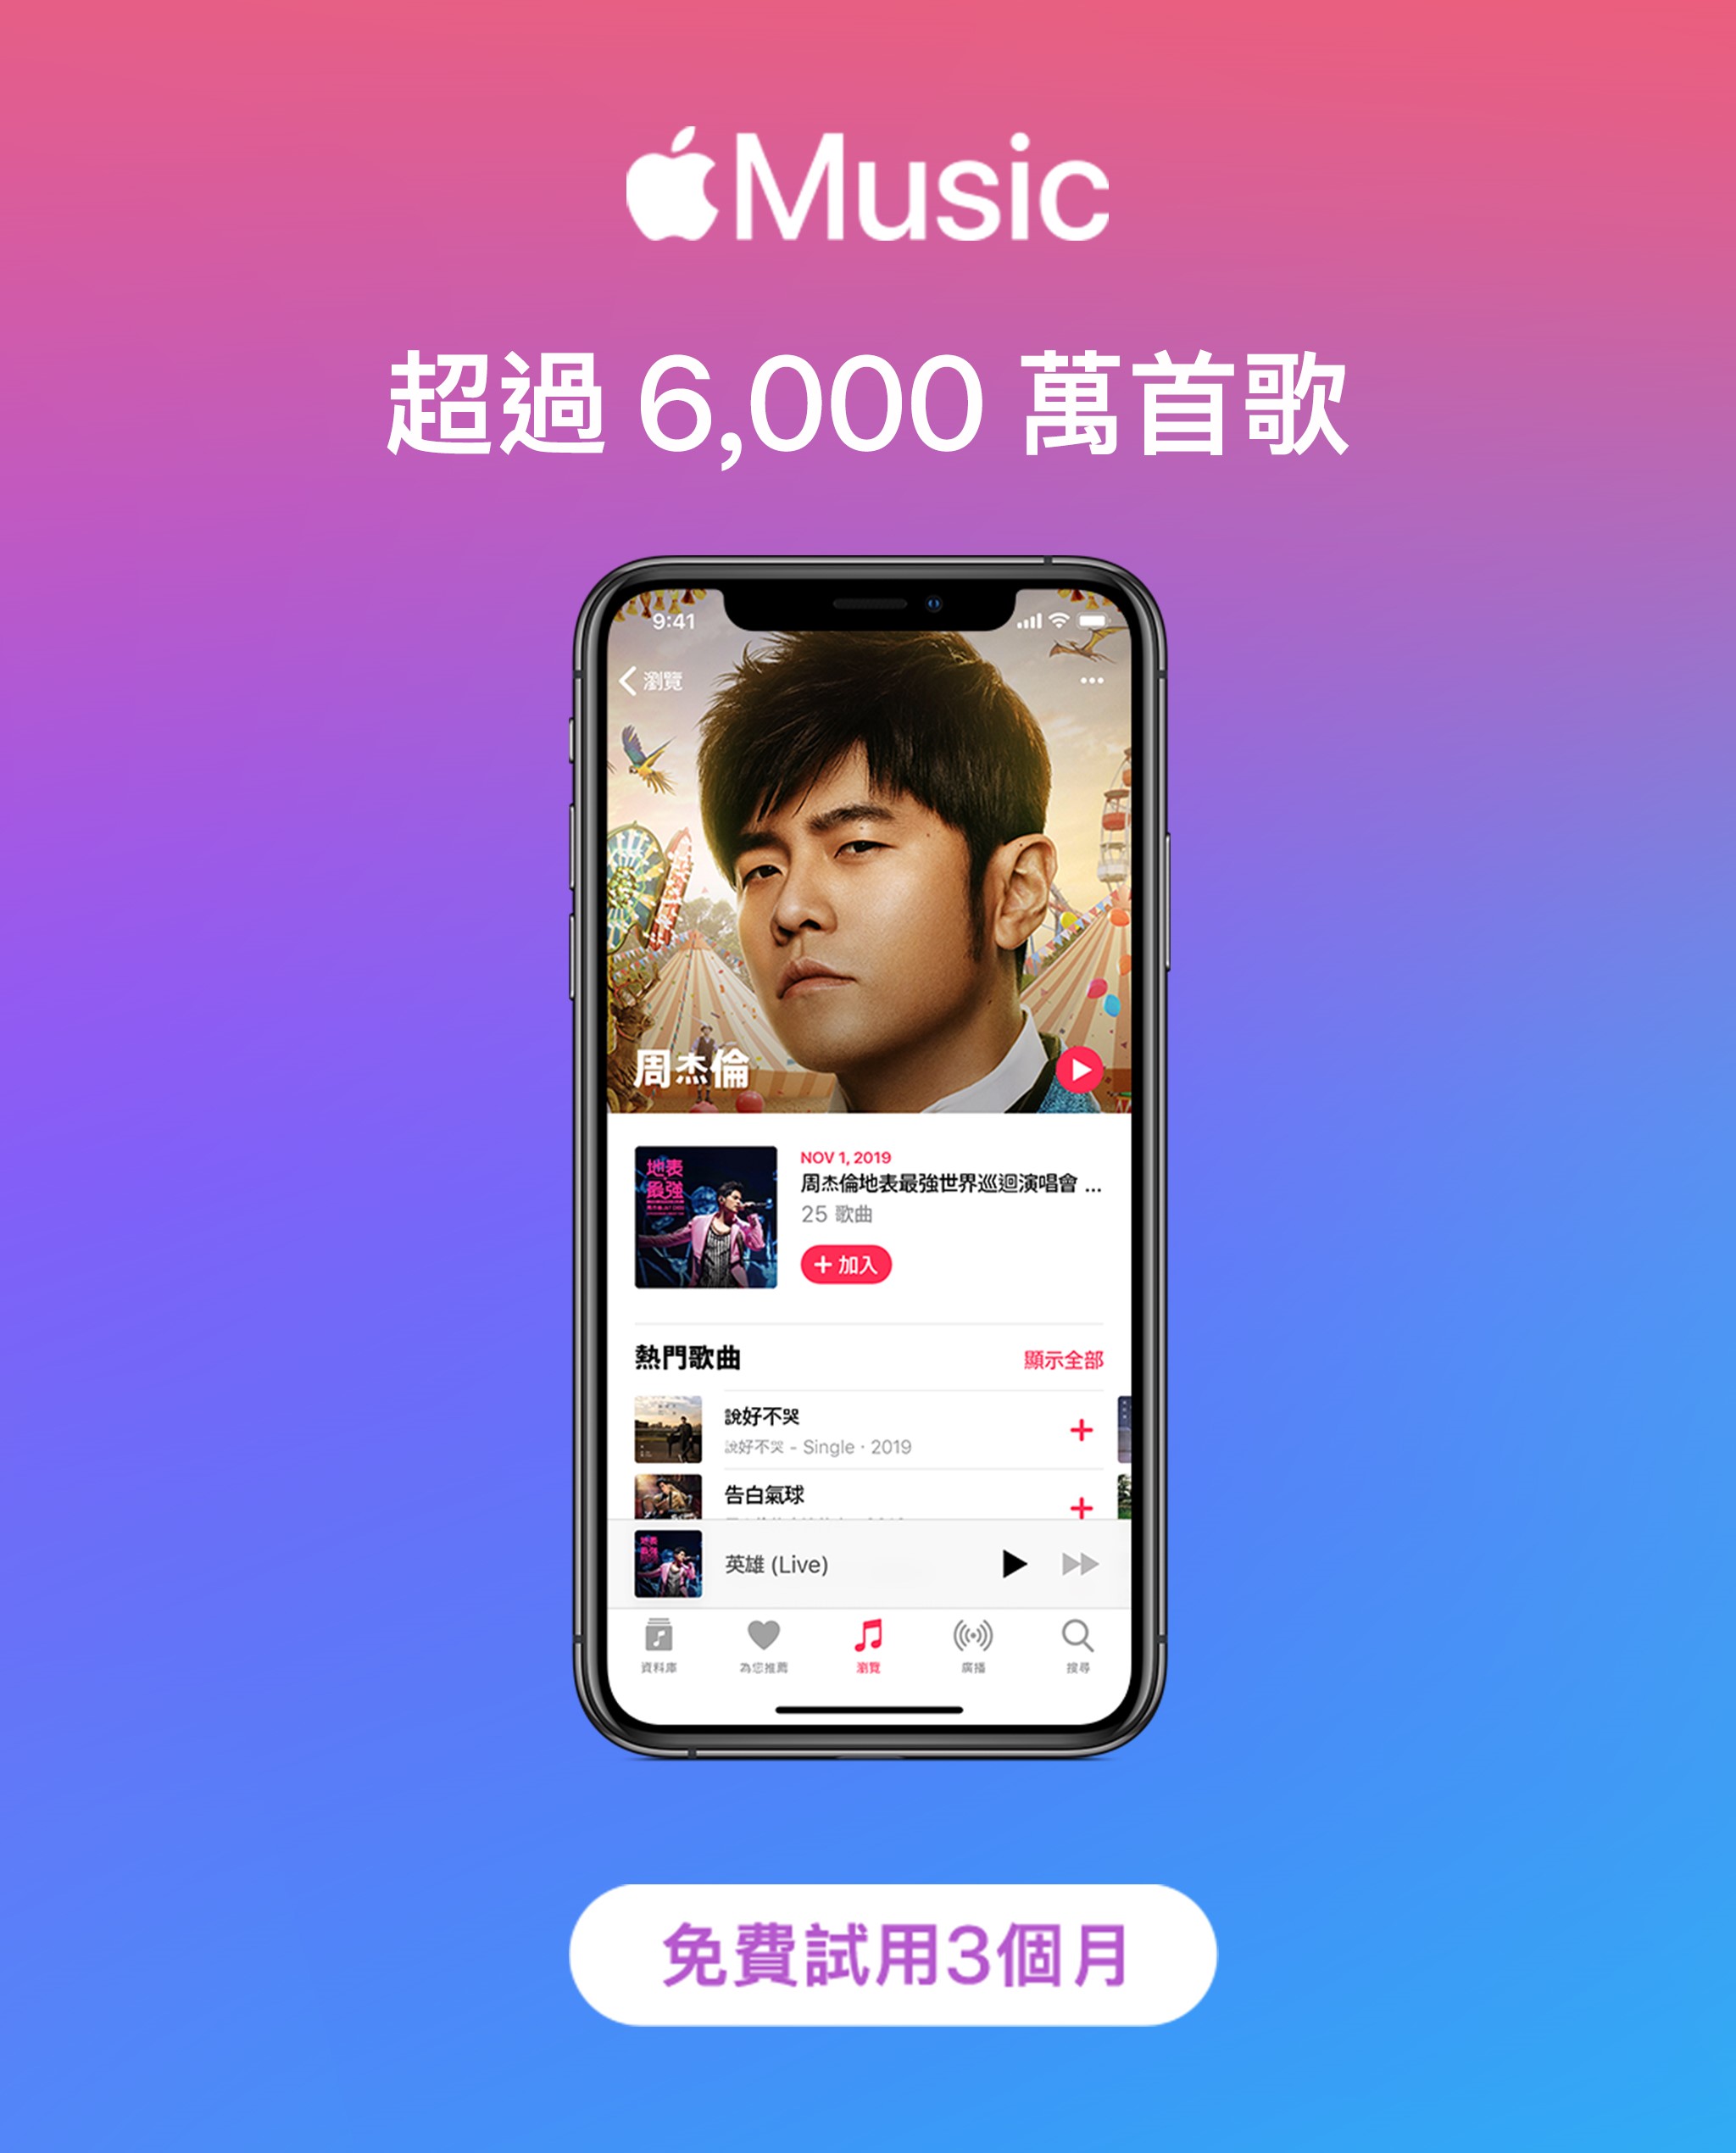 Music
超過 6,000 萬首歌
9:41
瀏覽
周杰倫
地表
最強
NOV 1, 2019
周杰倫地表最強世界巡迴演唱會 ...
25 歌曲
+ 加入
熱門歌曲
顯示全部
說好不哭
說好不哭 - Single · 2019
告白氣球
地表
最強
英雄 (Live)
資料庫
為您推薦
瀏覽
廣播
搜尋
免費試用3個月